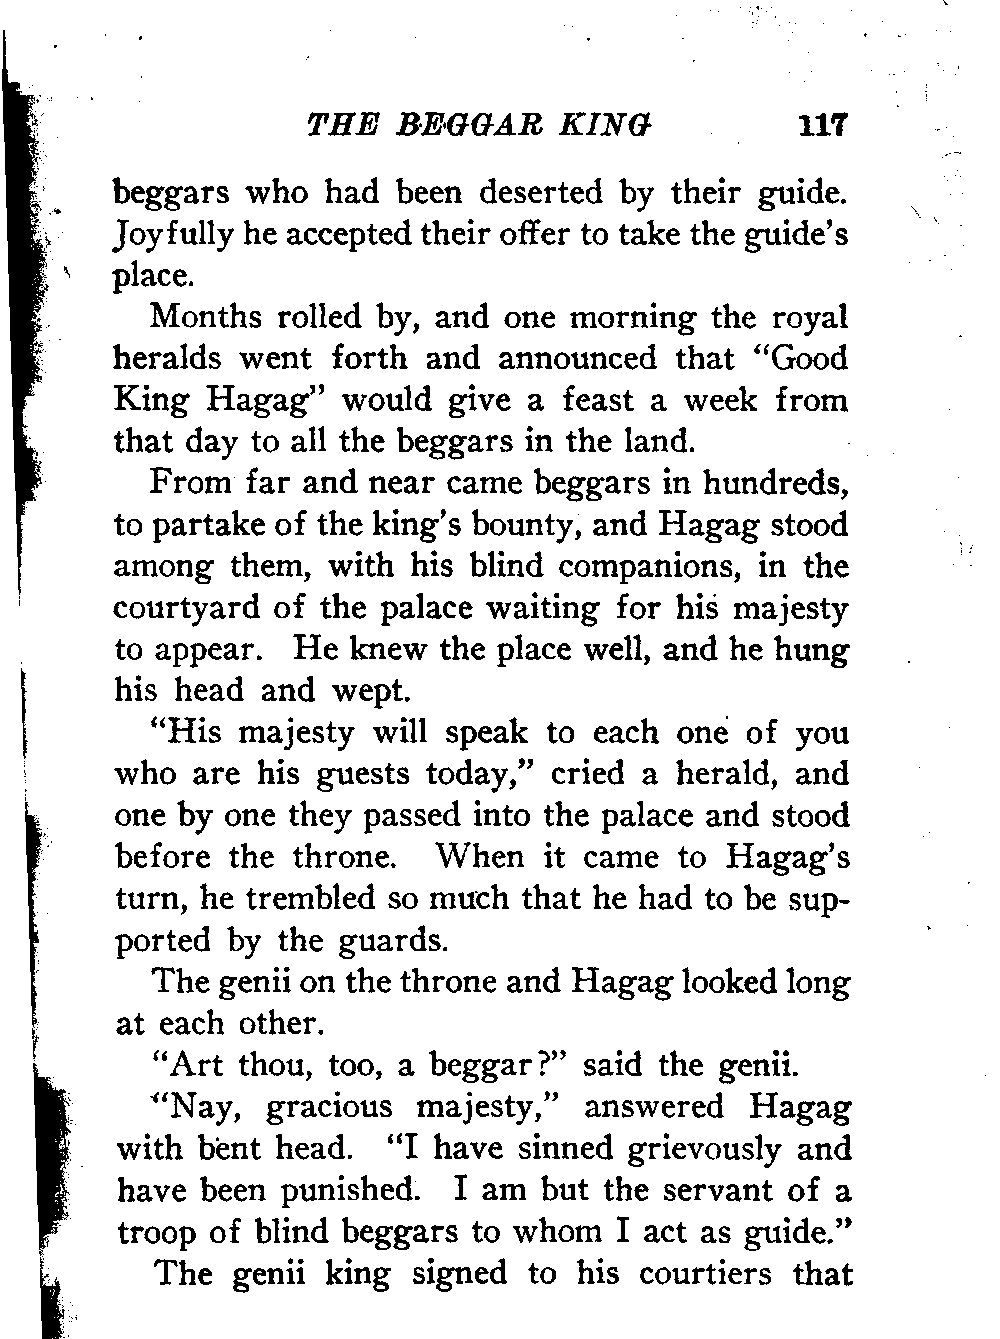 THE BEGGAR KING 117
beggars who had been deserted by their guide.
Joyfully he accepted their offer to take the guide's
place.
Months rolled by, and one morning the royal
heralds went forth and announced that "Good
King Hagag" would give a feast a week from
that day to all the beggars in the land.
From far and near came beggars in hundreds,
to partake of the king's bounty, and Hagag stood
among them, with his blind companions, in the
courtyard of the palace waiting for his majesty
to appear. He knew the place well, and he hung
his head and wept.
"His majesty will speak to each one of you
who are his guests today," cried a herald, and
one by one they passed into the palace and stood
before the throne. When it came to Hagag's
turn, he trembled so much that he had to be sup-
ported by the guards.
The genii on the throne and Hagag looked long
at each other.
"Art thou, too, a beggar?" said the genii.
"Nay, gracious majesty," answered Hagag
with bent head. "I have sinned grievously and
have been punished. I am but the servant of a
troop of blind beggars to whom I act as guide."
The genii king signed to his courtiers that